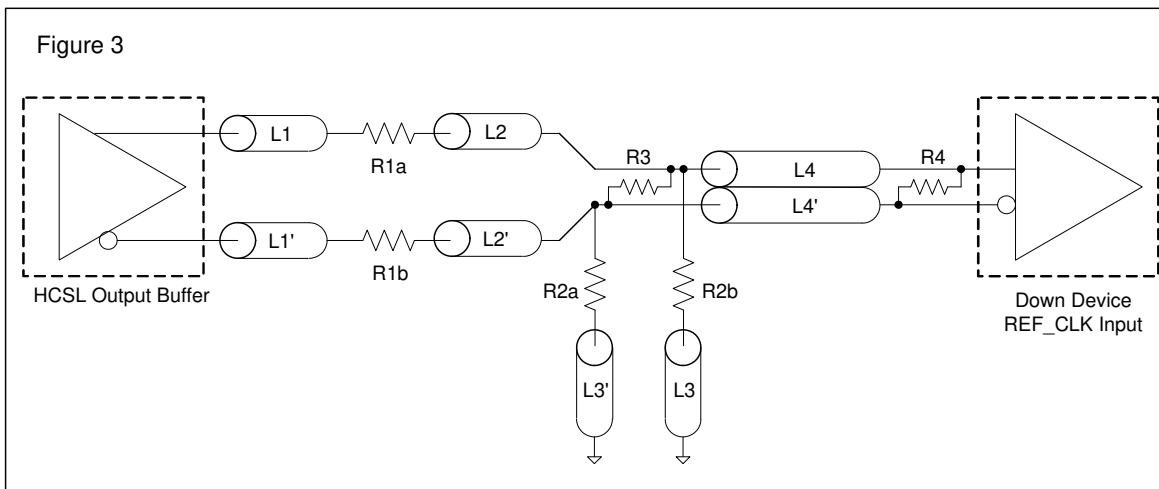 Figure 3
L1
R1a
L2
R3
L4
R4
L4'
L1'
R1b
L2'
HCSL Output Buffer
R2a
R2b
Down Device
REF_CLK Input
L3'
L3